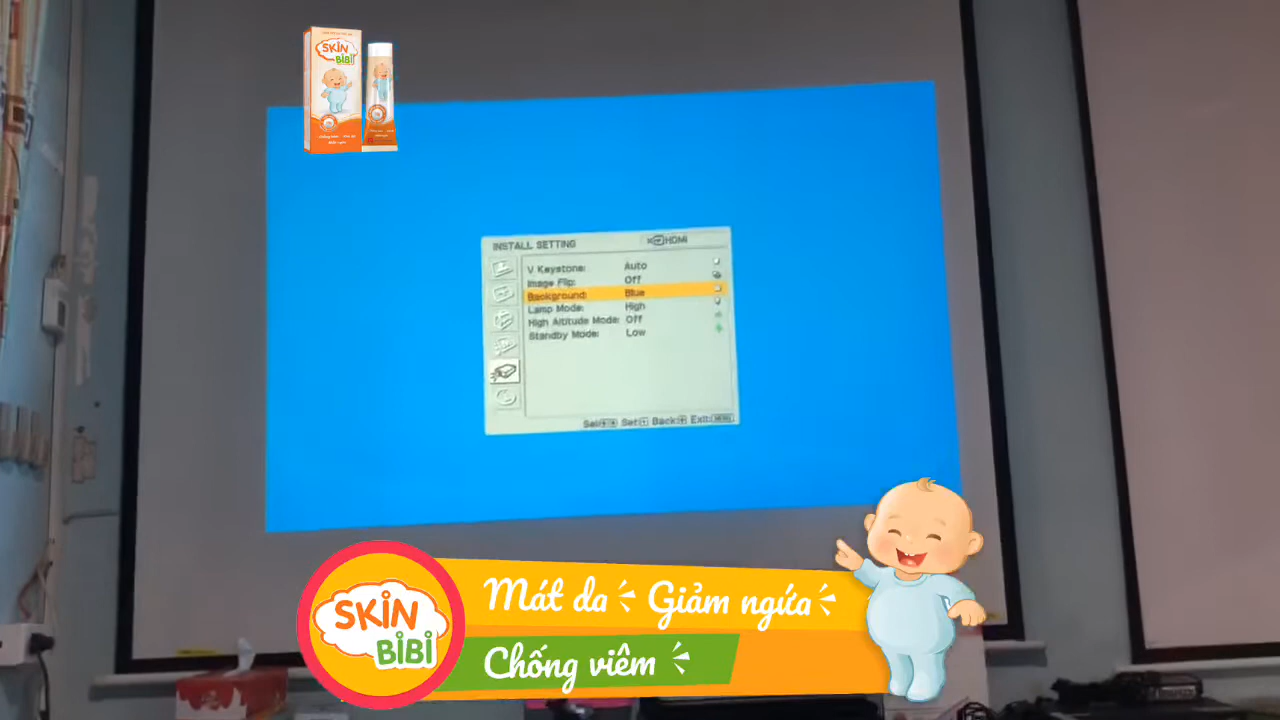 SKIN
BiBi
INSTALL SETTING
HDMI
V Keystone: Auto
Image Flip: Off
Background: Blue
Lamp Mode: High
High Altitude Mode: Off
Standby Mode: Low
Sel: Set: Back: Exit: MENU
SKIN
BiBi
Mát da Giảm ngứa
Chống viêm